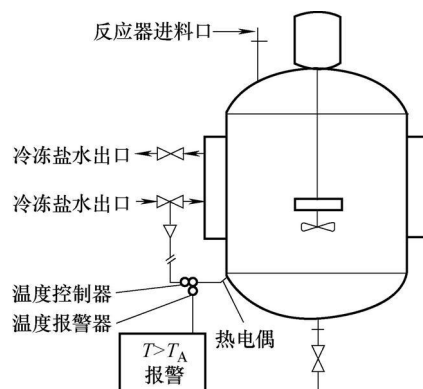 反应器进料口
冷冻盐水出口
冷冻盐水出口
温度控制器
温度报警器
热电偶
T>T_A
报警